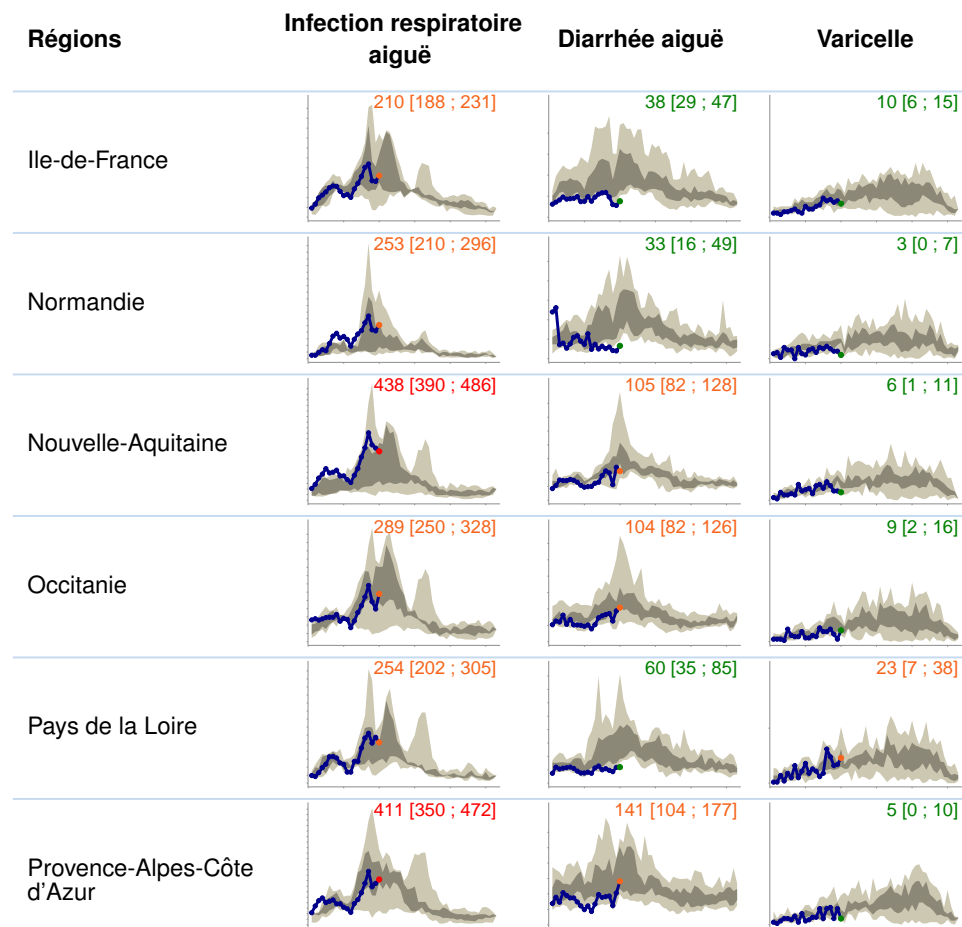 Régions
Infection respiratoire
aiguë
Diarrhée aiguë
Varicelle
Ile-de-France
210 [188 ; 231]
38 [29 ; 47]
10 [6 ; 15]
Normandie
253 [210 ; 296]
33 [16 ; 49]
3 [0 ; 7]
Nouvelle-Aquitaine
438 [390 ; 486]
105 [82 ; 128]
6 [1 ; 11]
Occitanie
289 [250 ; 328]
104 [82 ; 126]
9 [2 ; 16]
Pays de la Loire
254 [202 ; 305]
60 [35 ; 85]
23 [7 ; 38]
Provence-Alpes-Côte
d'Azur
411 [350 ; 472]
141 [104 ; 177]
5 [0 ; 10]